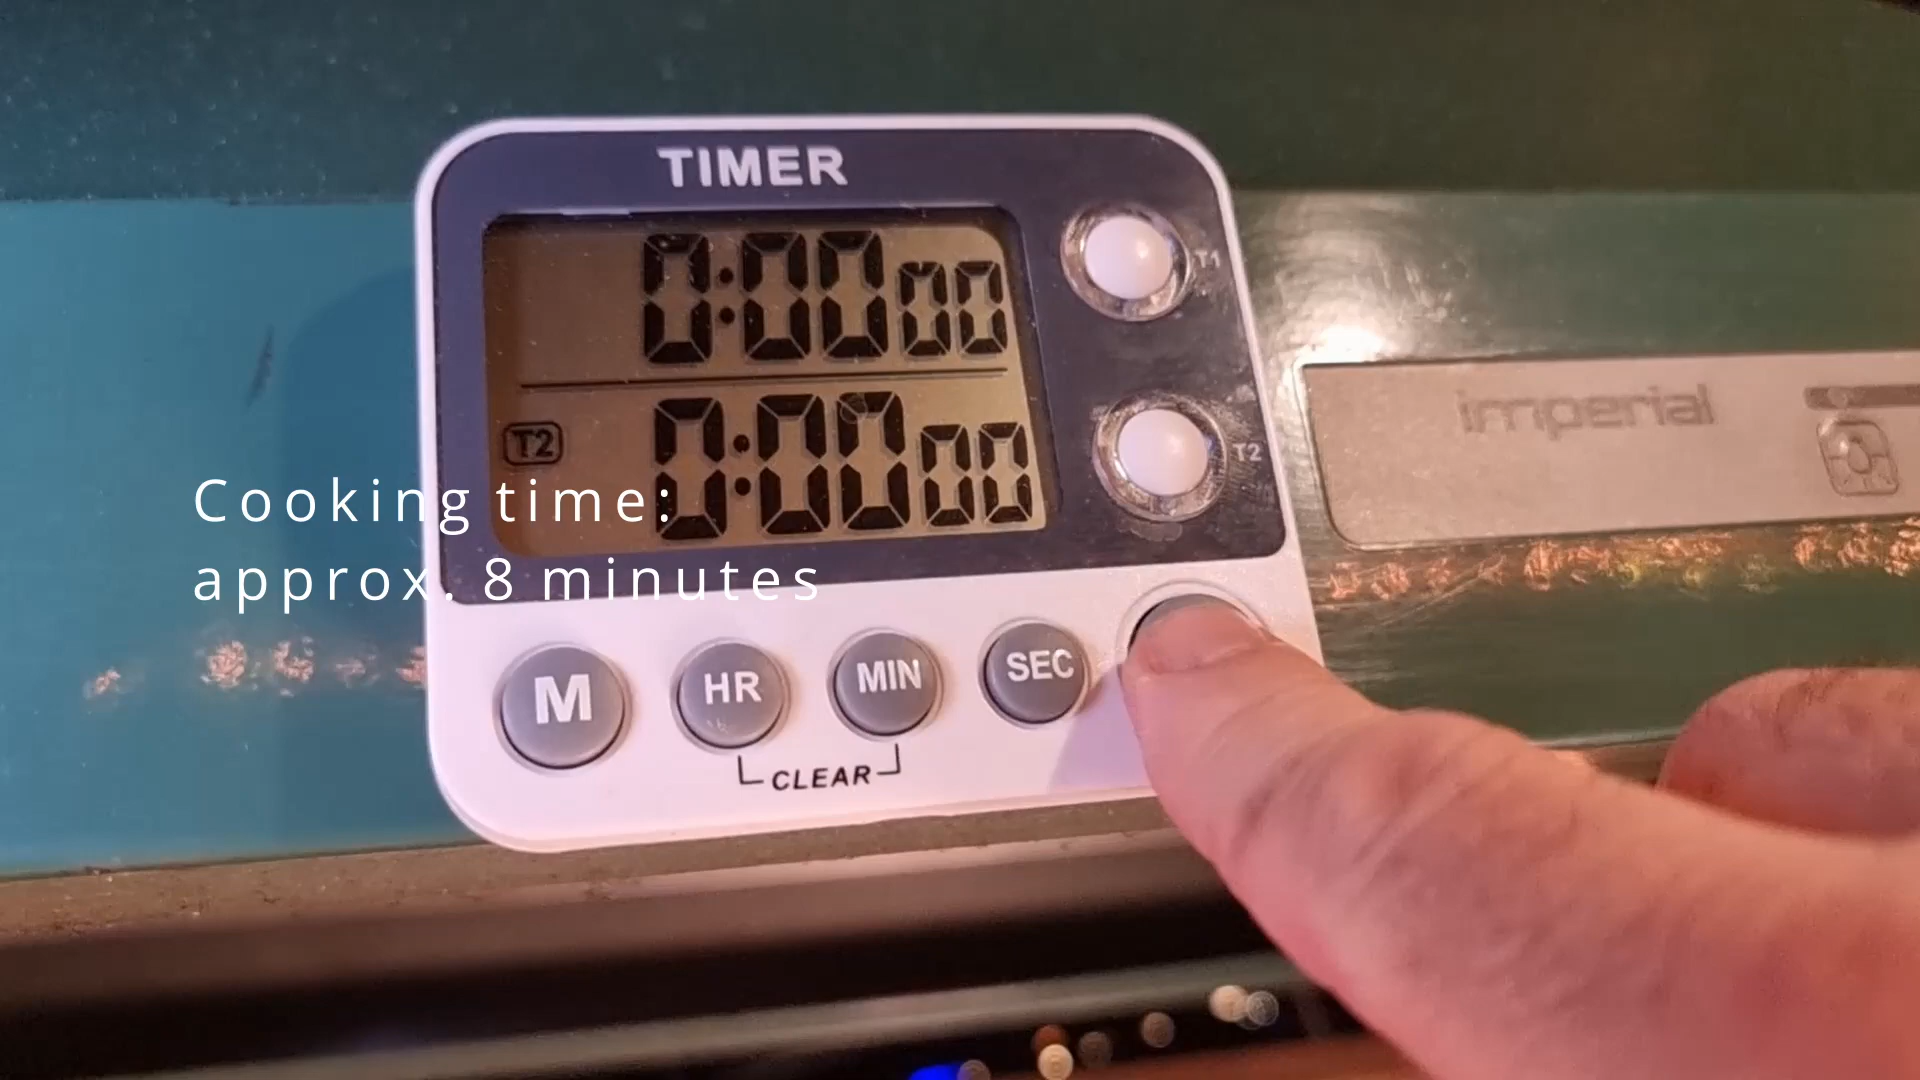 TIMER
0:00 00
T1
T2
0:00 00
T2
imperial
Cooking time:
approx. 8 minutes
M
HR
MIN
SEC
CLEAR